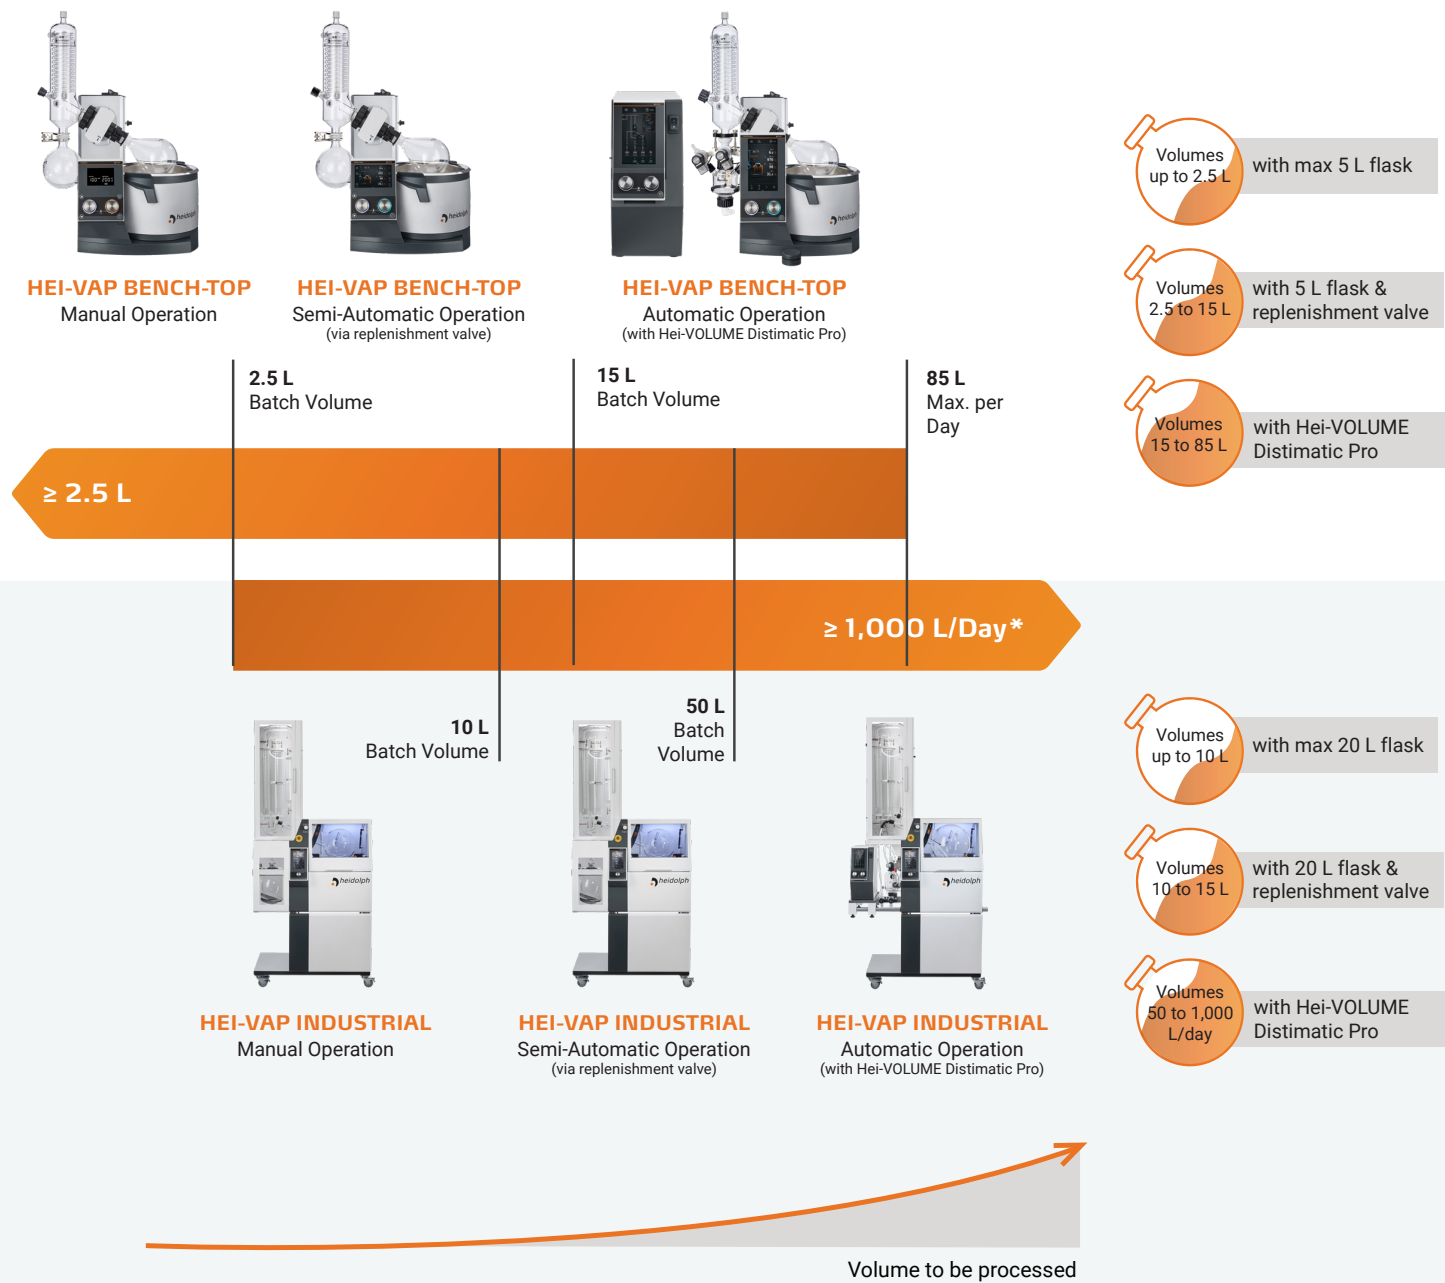 heidolph
heidolph
heidolph
HEI-VAP BENCH-TOP
Manual Operation
HEI-VAP BENCH-TOP
Semi-Automatic Operation
(via replenishment valve)
HEI-VAP BENCH-TOP
Automatic Operation
(with Hei-VOLUME Distimatic Pro)
Volumes
up to 2.5 L
with max 5 L flask
Volumes
2.5 to 15 L
with 5 L flask &
replenishment valve
Volumes
15 to 85 L
with Hei-VOLUME
Distimatic Pro
2.5 L
Batch Volume
15 L
Batch Volume
85 L
Max. per
Day
≥ 2.5 L
≥ 1,000 L/Day*
10 L
Batch Volume
50 L
Batch
Volume
heidolph
heidolph
heidolph
HEI-VAP INDUSTRIAL
Manual Operation
HEI-VAP INDUSTRIAL
Semi-Automatic Operation
(via replenishment valve)
HEI-VAP INDUSTRIAL
Automatic Operation
(with Hei-VOLUME Distimatic Pro)
Volumes
up to 10 L
with max 20 L flask
Volumes
10 to 15 L
with 20 L flask &
replenishment valve
Volumes
50 to 1,000
L/day
with Hei-VOLUME
Distimatic Pro
Volume to be processed